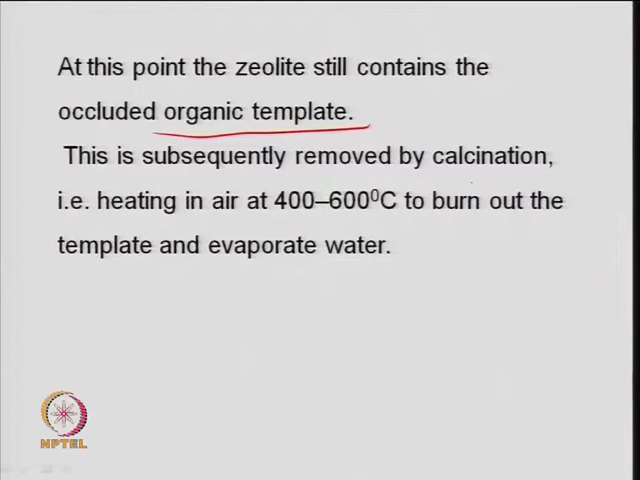 At this point the zeolite still contains the
occluded organic template.
This is subsequently removed by calcination,
i.e. heating in air at 400–600⁰C to burn out the
template and evaporate water.
NPTEL